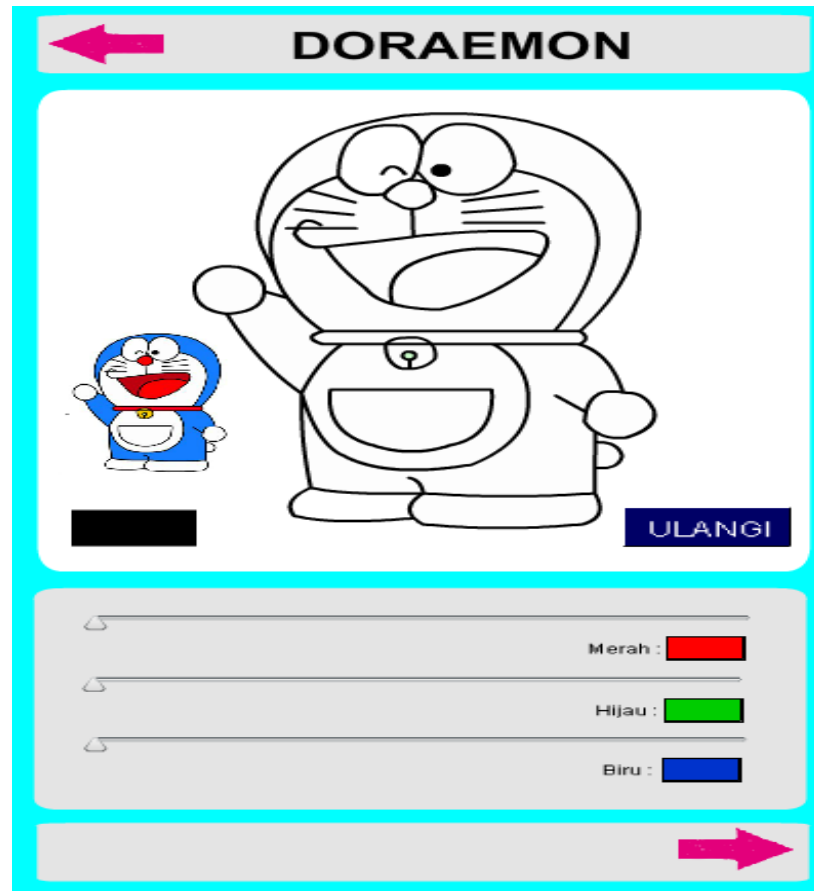 DORAEMON
ULANGI
Merah :
Hijau :
Biru :